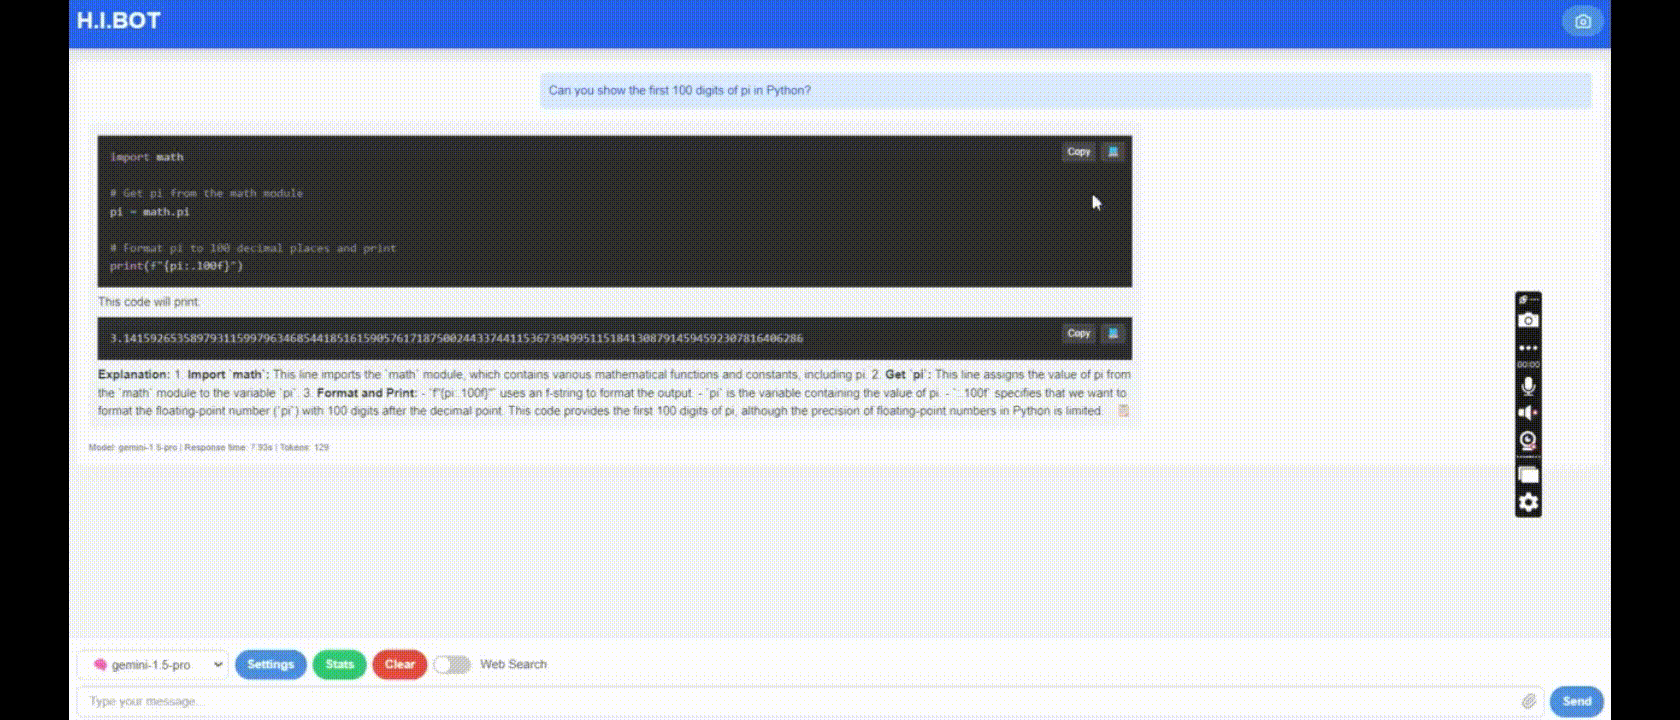 H.I.BOT
Can you show the first 100 digits of pi in Python?
Copy
import math
# Get pi from the math module
pi = math.pi
# Format pi to 100 decimal places and print
print(f"{pi:.100f}")
This code will print:
Copy
3.141592653589793115997963468544185161590576171875002443374411536739499511518413087914594592307816406286
Explanation: 1. Import `math`: This line imports the `math` module, which contains various mathematical functions and constants, including pi. 2. Get `pi`: This line assigns the value of pi from
the `math` module to the variable `pi`. 3. Format and Print: - `f"{pi:.100f}"` uses an f-string to format the output. - `pi` is the variable containing the value of pi. - `:.100f` specifies that we want to
format the floating-point number (`pi`) with 100 digits after the decimal point. This code provides the first 100 digits of pi, although the precision of floating-point numbers in Python is limited.
Model: gemini-1.5-pro | Response time: 7.93s | Tokens: 129
00:00
gemini-1.5-pro Settings Stats Clear Web Search
Type your message... Send